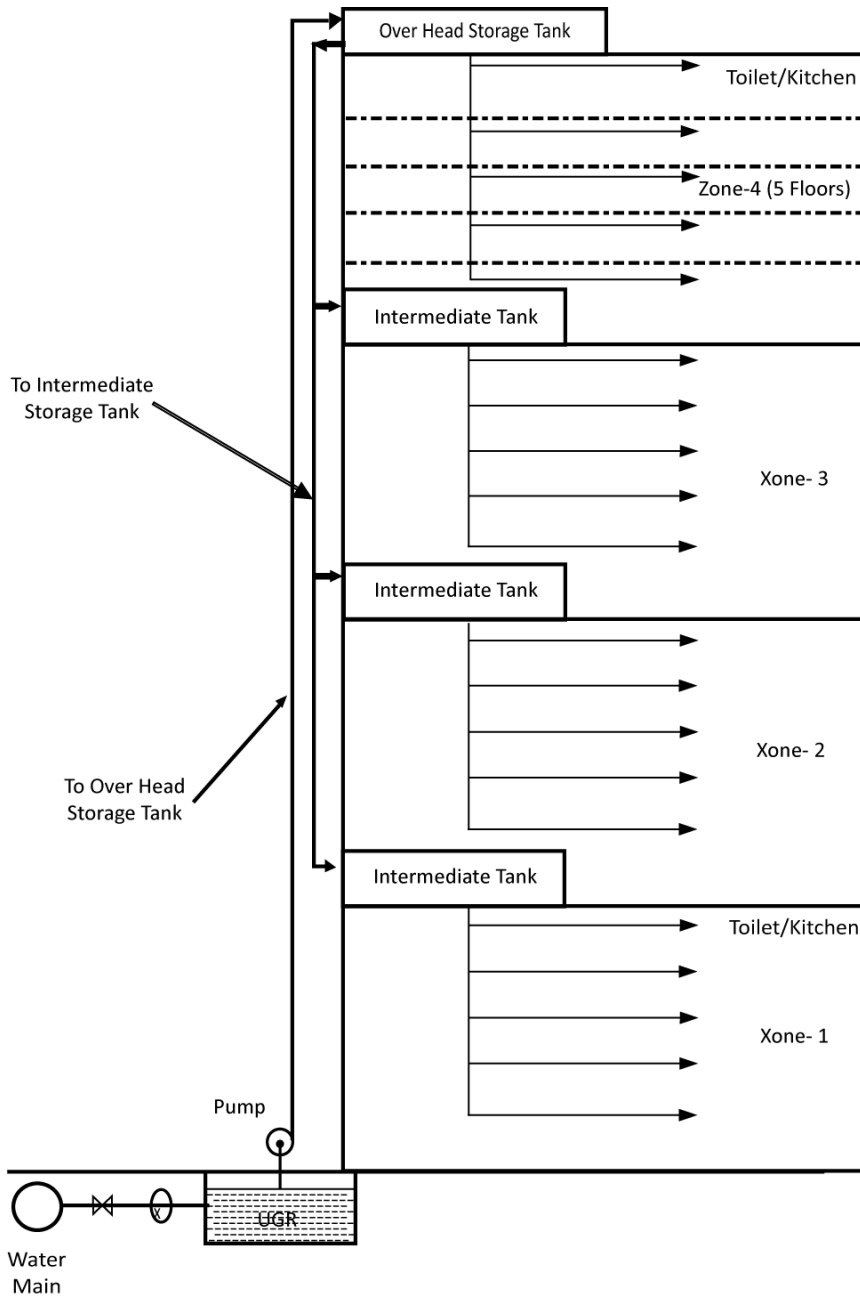 Over Head Storage Tank
Toilet/Kitchen
Zone-4 (5 Floors)
Intermediate Tank
To Intermediate
Storage Tank
Xone- 3
Intermediate Tank
Xone- 2
To Over Head
Storage Tank
Intermediate Tank
Toilet/Kitchen
Xone- 1
Pump
X
UGR
Water
Main